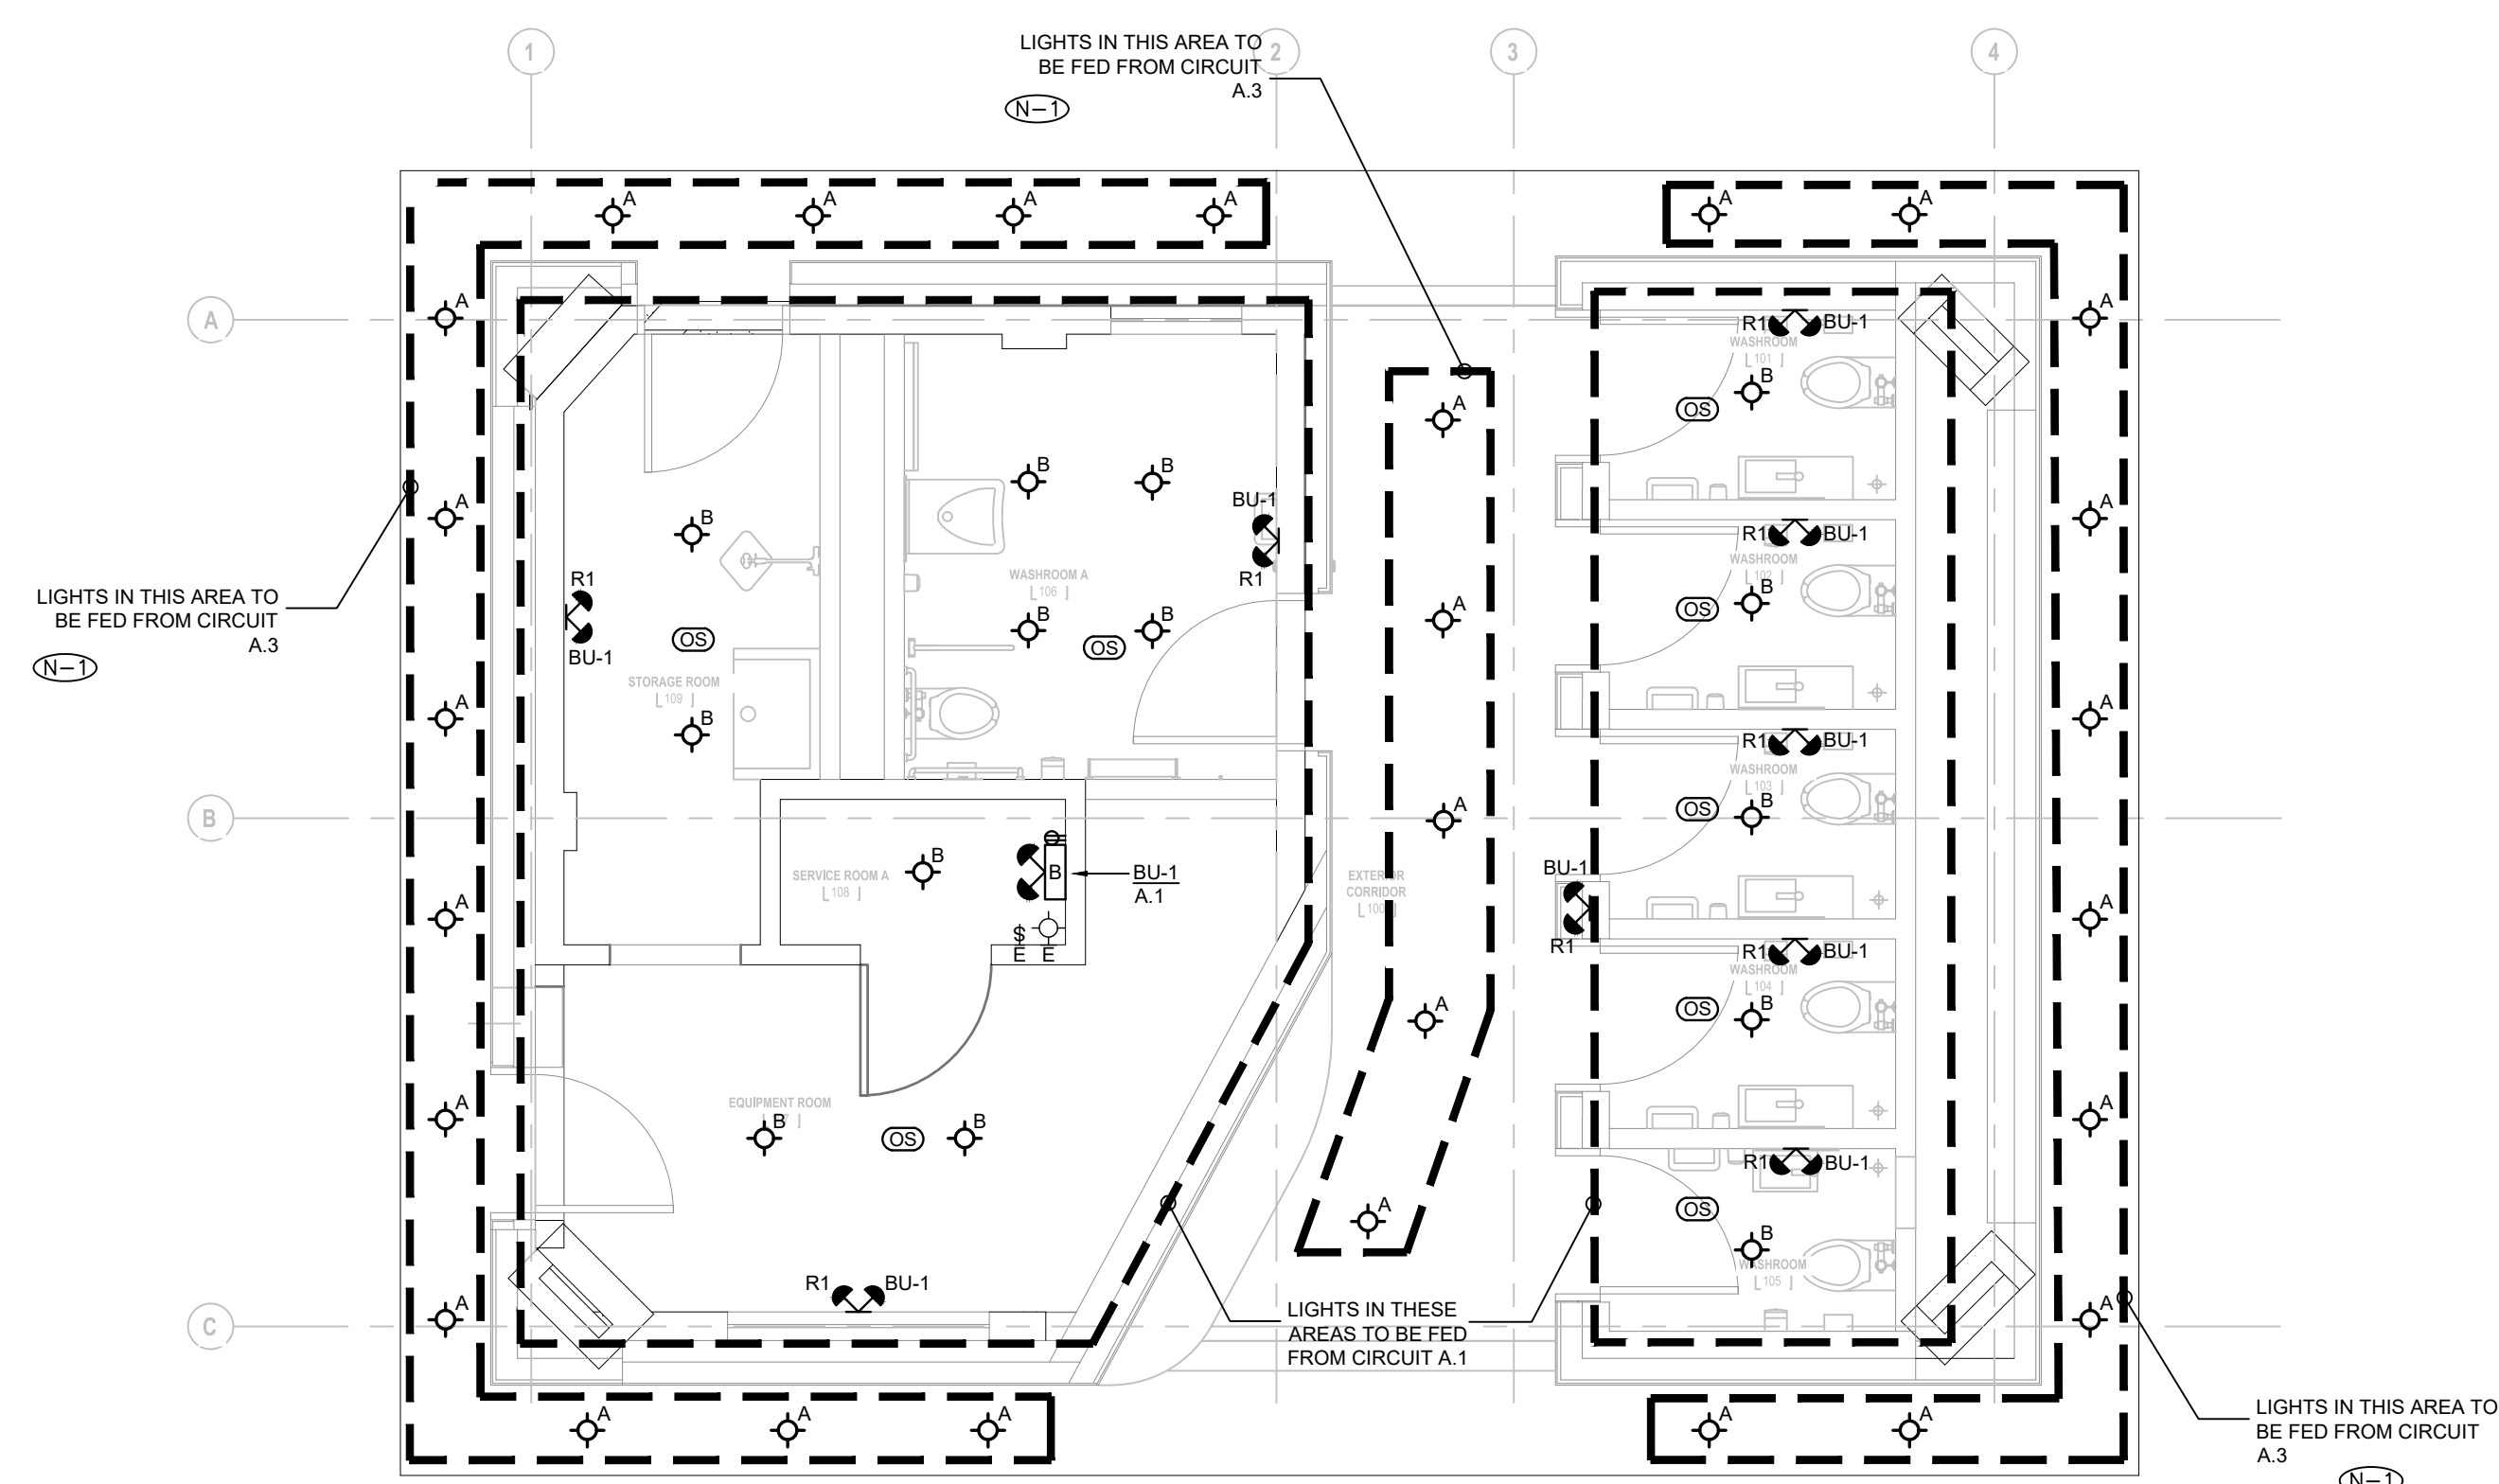 1
2
3
4
LIGHTS IN THIS AREA TO
BE FED FROM CIRCUIT
A.3
N-1
A A A A
A A
A
A
A
R1 BU-1
WASHROOM
101
B
OS
A
B B
BU-1
R1
B
A
A
R1 BU-1
WASHROOM
102
B
OS
A
WASHROOM A
106
B B
OS
R1
BU-1
OS
LIGHTS IN THIS AREA TO
BE FED FROM CIRCUIT
A.3
N-1
STORAGE ROOM
109
B
A
A
R1 BU-1
WASHROOM
103
B
OS
A
A
B
SERVICE ROOM A
108
B
B
BU-1
A.1
$
E E
EXTERIOR
CORRIDOR
100
BU-1
R1
A
A
R1 BU-1
WASHROOM
104
B
OS
A
A
EQUIPMENT ROOM
B
OS
B
A
A
R1 BU-1
OS
B
WASHROOM
105
A
R1 BU-1
C
LIGHTS IN THESE
AREAS TO BE FED
FROM CIRCUIT A.1
A
A
A A A
A A
LIGHTS IN THIS AREA TO
BE FED FROM CIRCUIT
A.3
N-1